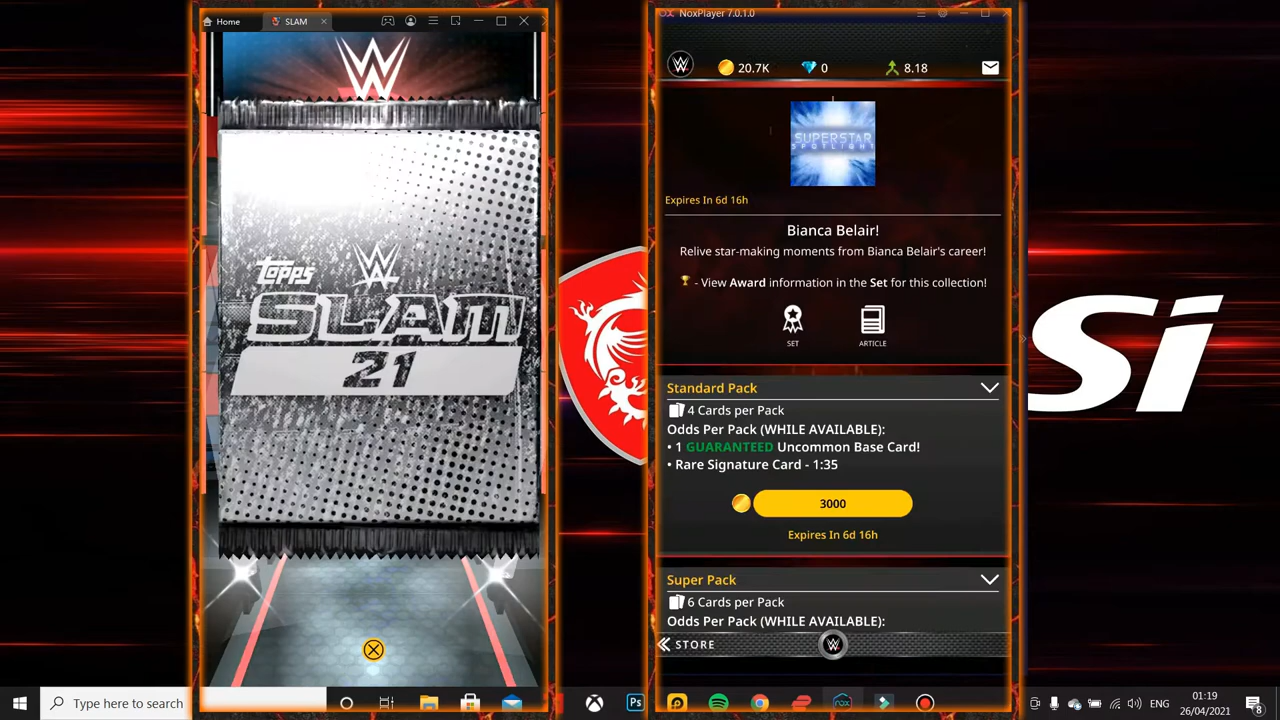 Home
SLAM
W
Topps
W
SLAM
21
NoxPlayer 7.0.1.0
20.7K
0
8.18
SUPERSTAR
SPOTLIGHT
Expires In 6d 16h
Bianca Belair!
Relive star-making moments from Bianca Belair's career!
- View Award information in the Set for this collection!
SET
ARTICLE
Standard Pack
4 Cards per Pack
Odds Per Pack (WHILE AVAILABLE):
• 1 GUARANTEED Uncommon Base Card!
• Rare Signature Card - 1:35
3000
Expires In 6d 16h
Super Pack
6 Cards per Pack
Odds Per Pack (WHILE AVAILABLE):
STORE
Si
Type here to search
Ps
nox
ENG
01:19
26/04/2021
8